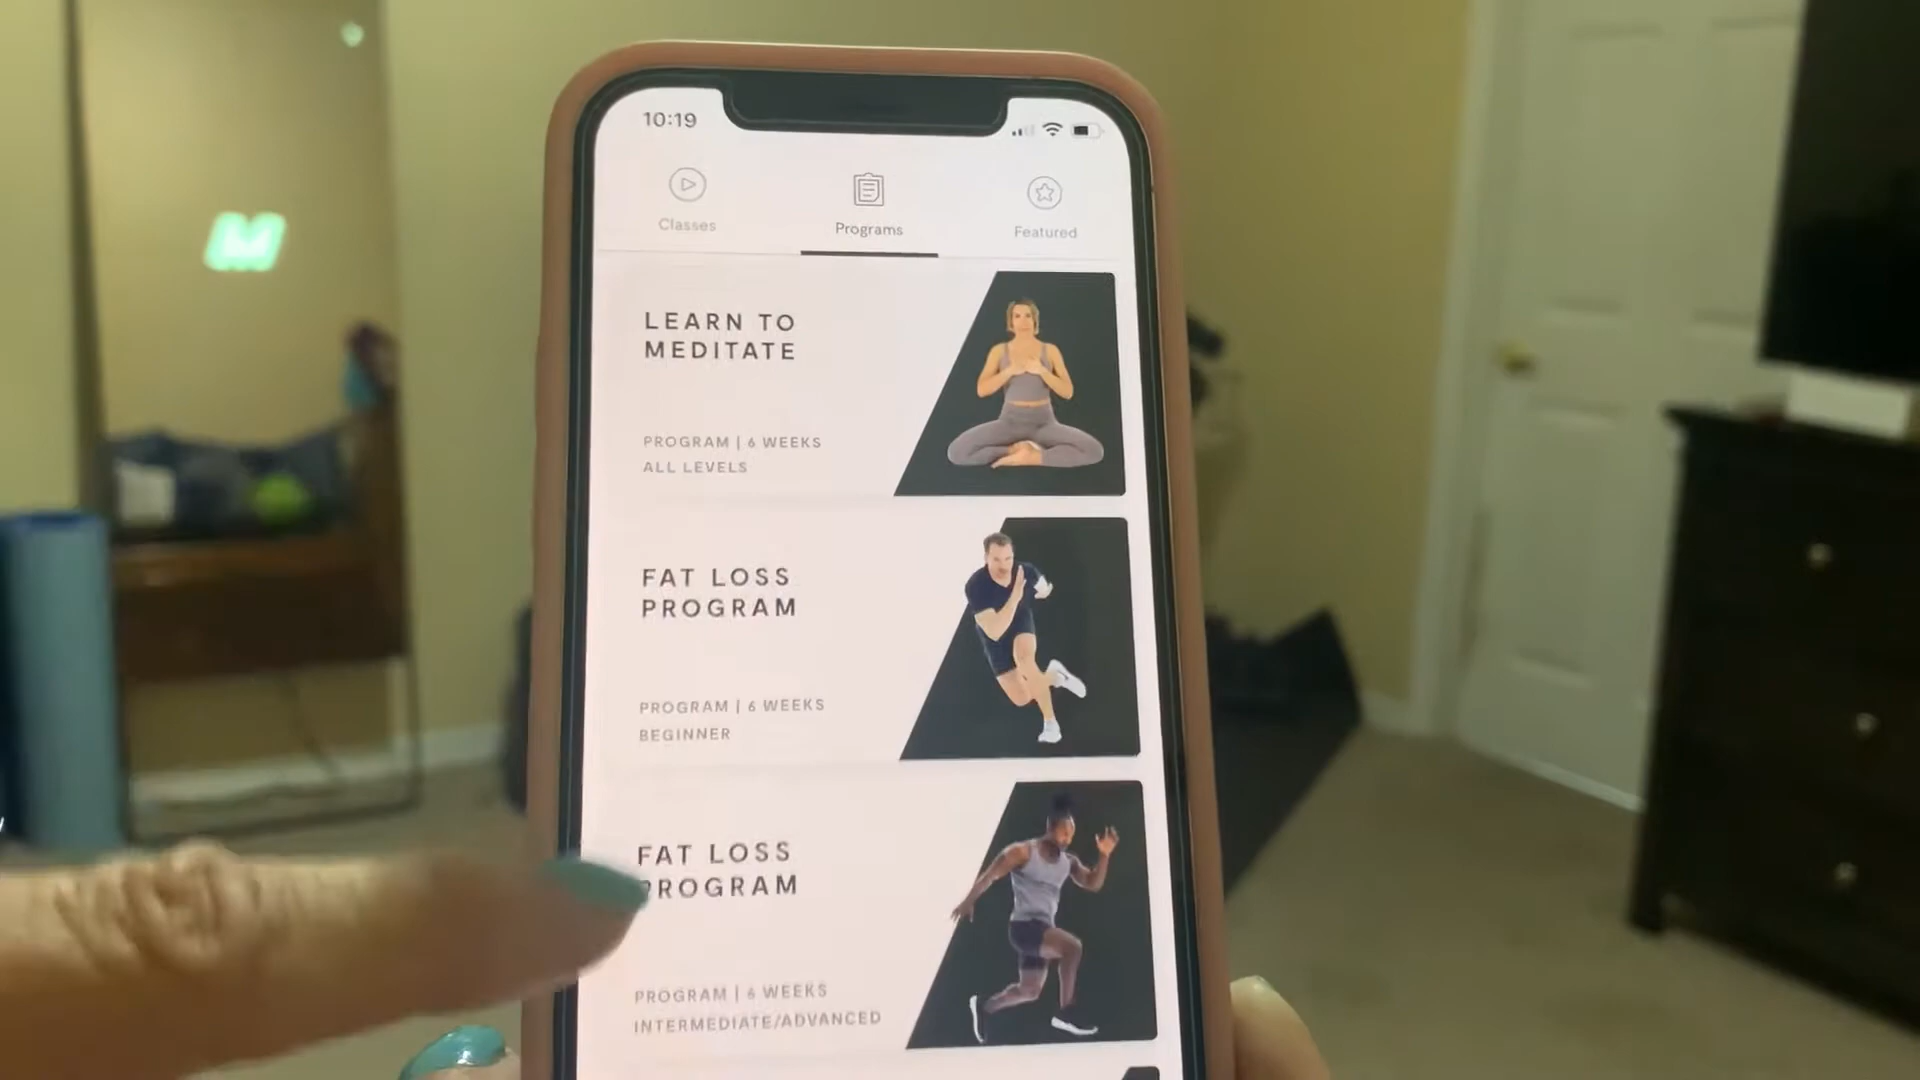 10:19
Classes
Programs
Featured
LEARN TO
MEDITATE
PROGRAM | 6 WEEKS
ALL LEVELS
FAT LOSS
PROGRAM
PROGRAM | 6 WEEKS
BEGINNER
FAT LOSS
PROGRAM
PROGRAM | 6 WEEKS
INTERMEDIATE/ADVANCED
M